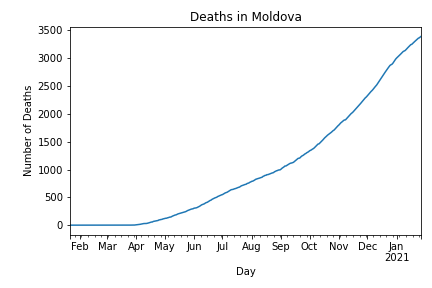 Deaths in Moldova
3500
3000
2500
2000
1500
1000
500
0
Number of Deaths
Feb Mar Apr May Jun Jul Aug Sep Oct Nov Dec Jan
2021
Day